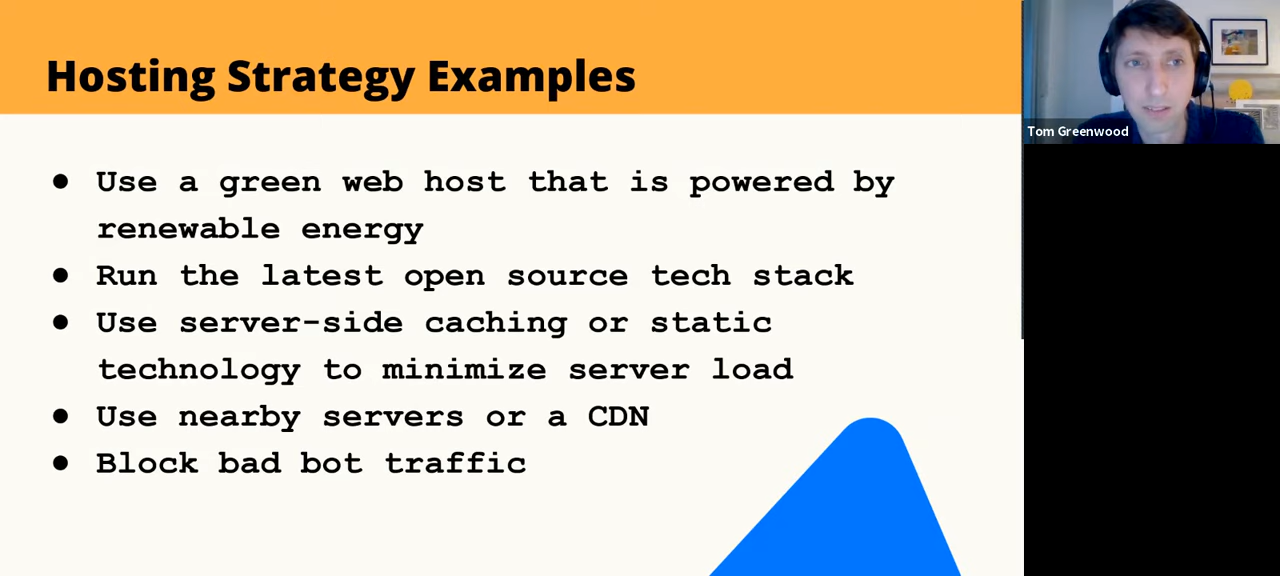 Hosting Strategy Examples
Tom Greenwood
● Use a green web host that is powered by
renewable energy
● Run the latest open source tech stack
● Use server-side caching or static
technology to minimize server load
● Use nearby servers or a CDN
● Block bad bot traffic